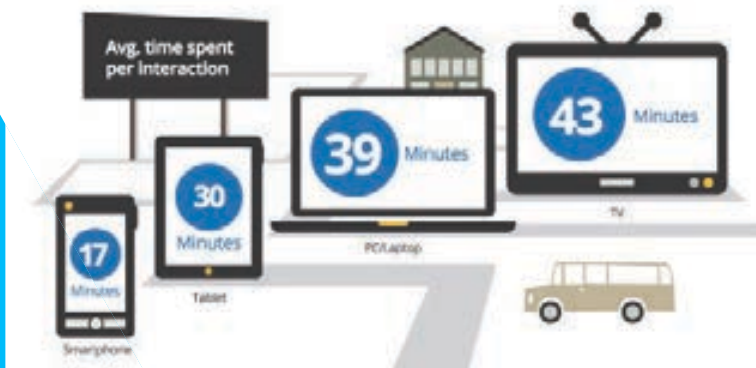 Avg. time spent
per Interaction
43
Minutes
39
Minutes
30
Minutes
17
Minutes
TV
PC/Laptop
Tablet
Smartphone